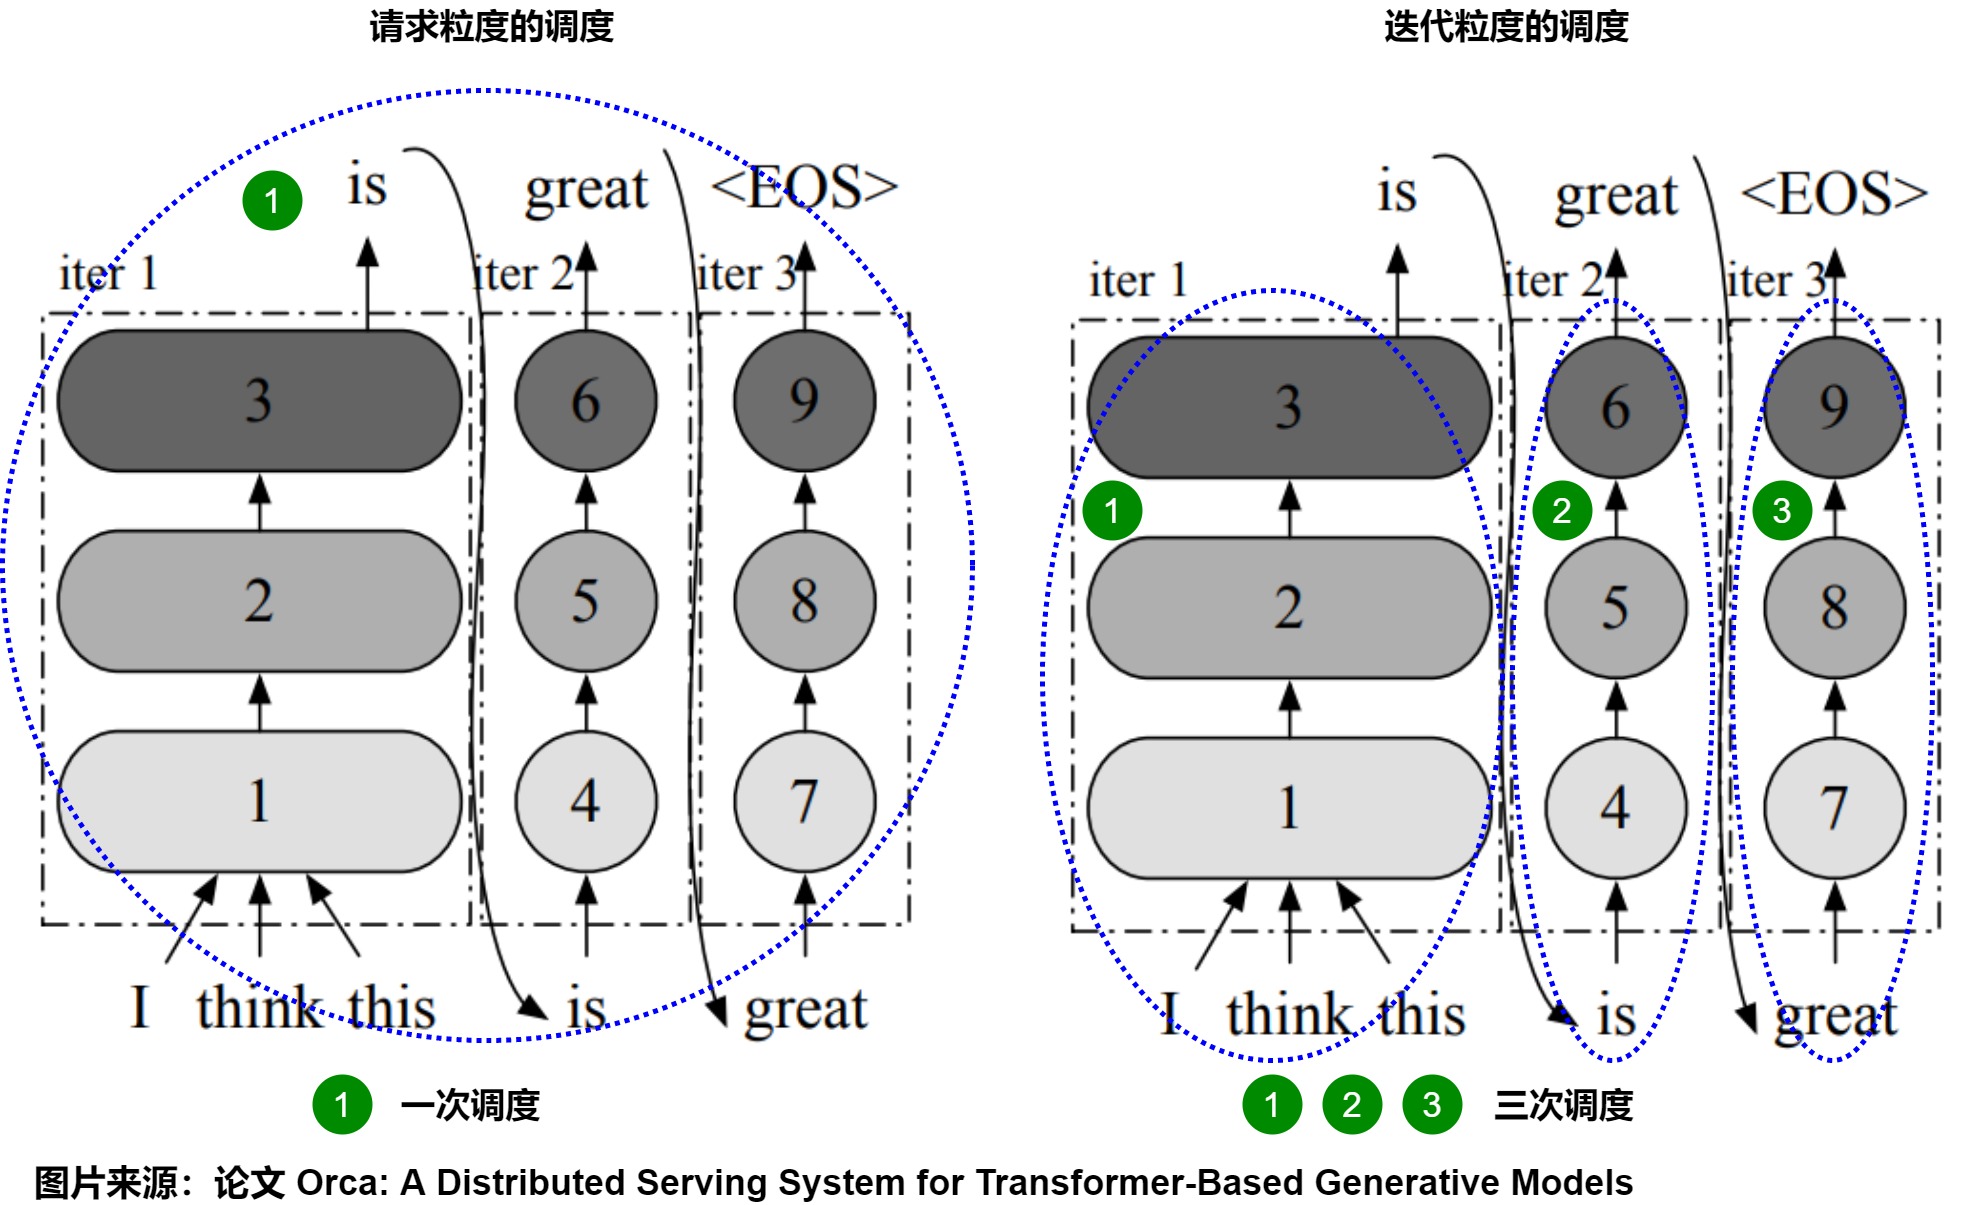 请求粒度的调度
1
is
great
<EOS>
iter 1
iter 2
iter 3
3
6
9
2
5
8
1
4
7
I think this
is
great
1 一次调度
迭代粒度的调度
is
great
<EOS>
iter 1
iter 2
iter 3
3
6
9
1
2
3
2
5
8
1
4
7
I think this
is
great
1 2 3 三次调度
图片来源：论文 Orca: A Distributed Serving System for Transformer-Based Generative Models